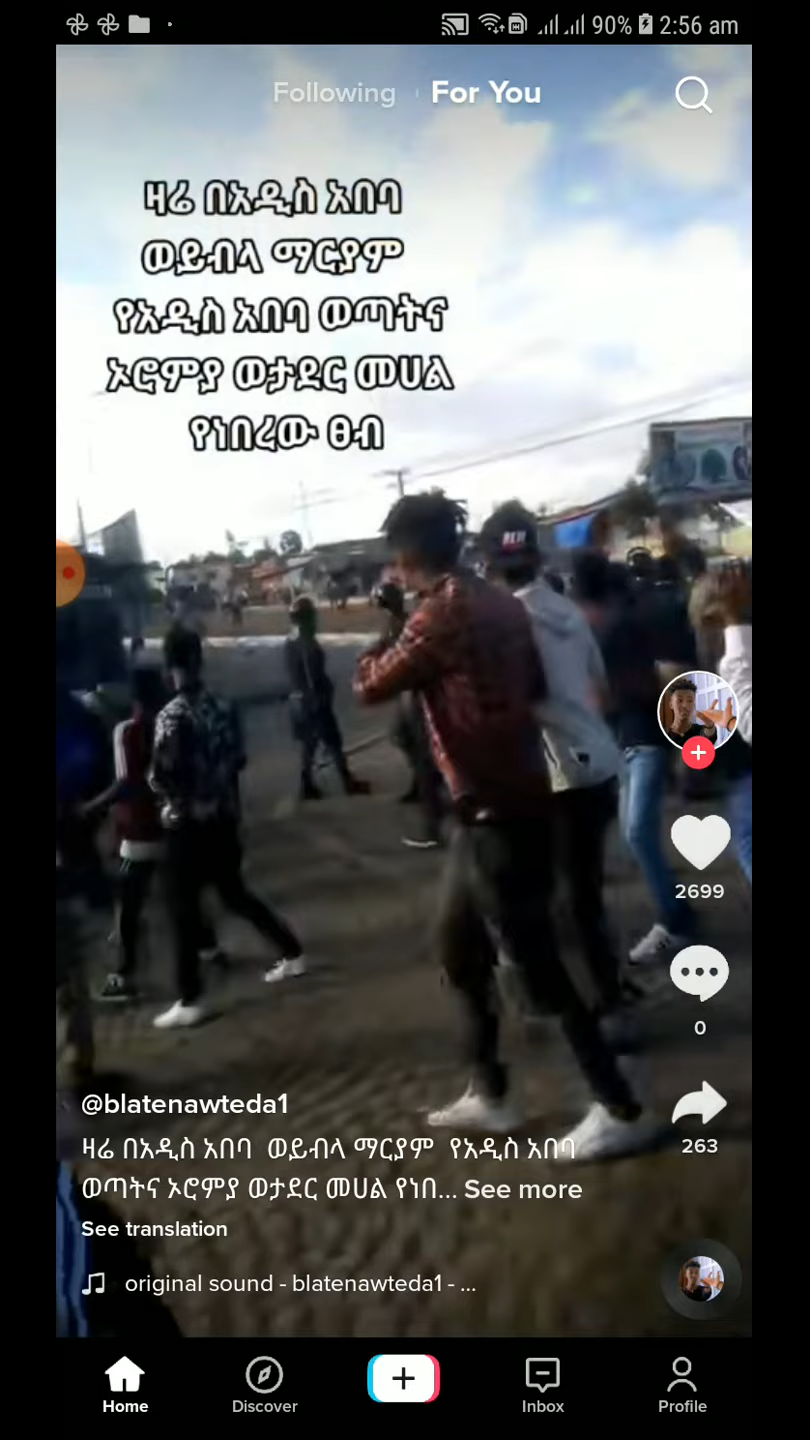 90% 2:56 am
Following For You
ዛሬ በአዲስ አበባ
ወይብላ ማርያም
የአዲስ አበባ ወጣትና
ኦሮምያ ወታደር መሀል
የነበረው ፀብ
2699
0
263
@blatenawteda1
ዛሬ በአዲስ አበባ ወይብላ ማርያም የአዲስ አበባ
ወጣትና ኦሮምያ ወታደር መሀል የነበ... See more
See translation
original sound - blatenawteda1 - ...
Home Discover Inbox Profile